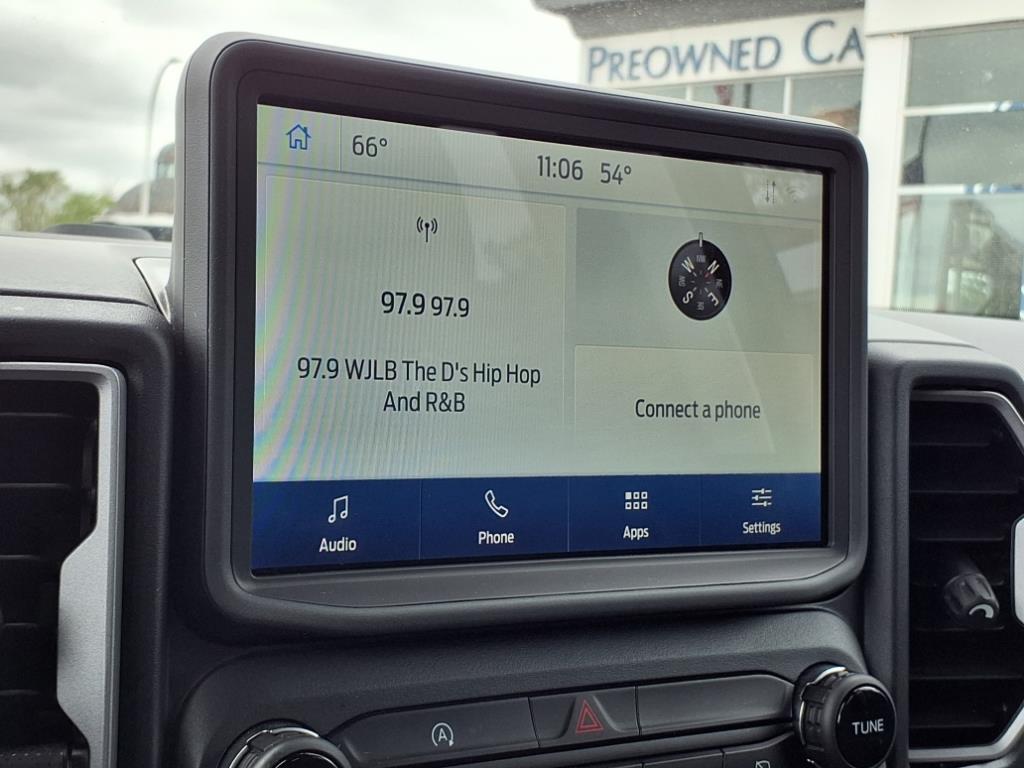 PREOWNED CA
66°
11:06 54°
97.9 97.9
97.9 WJLB The D's Hip Hop
And R&B
W N
S E
Connect a phone
Audio
Phone
Apps
Settings
A
TUNE